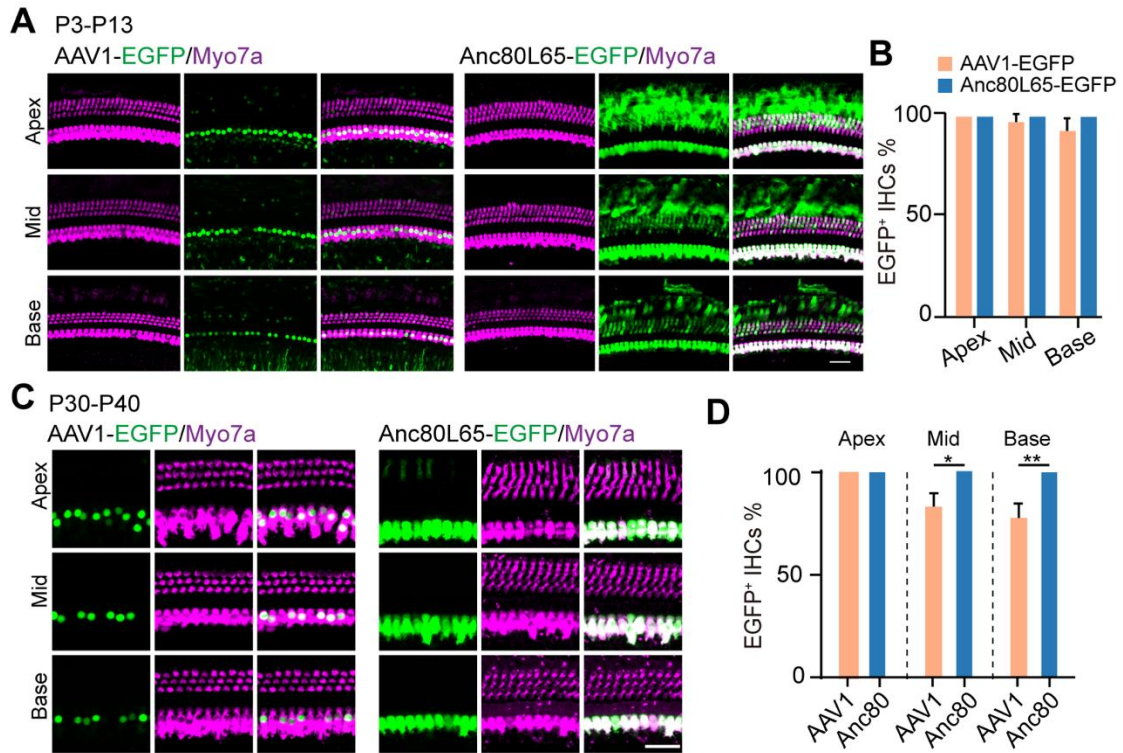 A
P3-P13
AAV1-EGFP/Myo7a
Anc80L65-EGFP/Myo7a
Apex
Mid
Base
B
AAV1-EGFP
Anc80L65-EGFP
EGFP⁺ IHCs %
100
50
0
Apex
Mid
Base
C
P30-P40
AAV1-EGFP/Myo7a
Anc80L65-EGFP/Myo7a
Apex
Mid
Base
D
Apex
Mid
Base
*
**
EGFP⁺ IHCs %
100
50
0
AAV1
Anc80
AAV1
Anc80
AAV1
Anc80